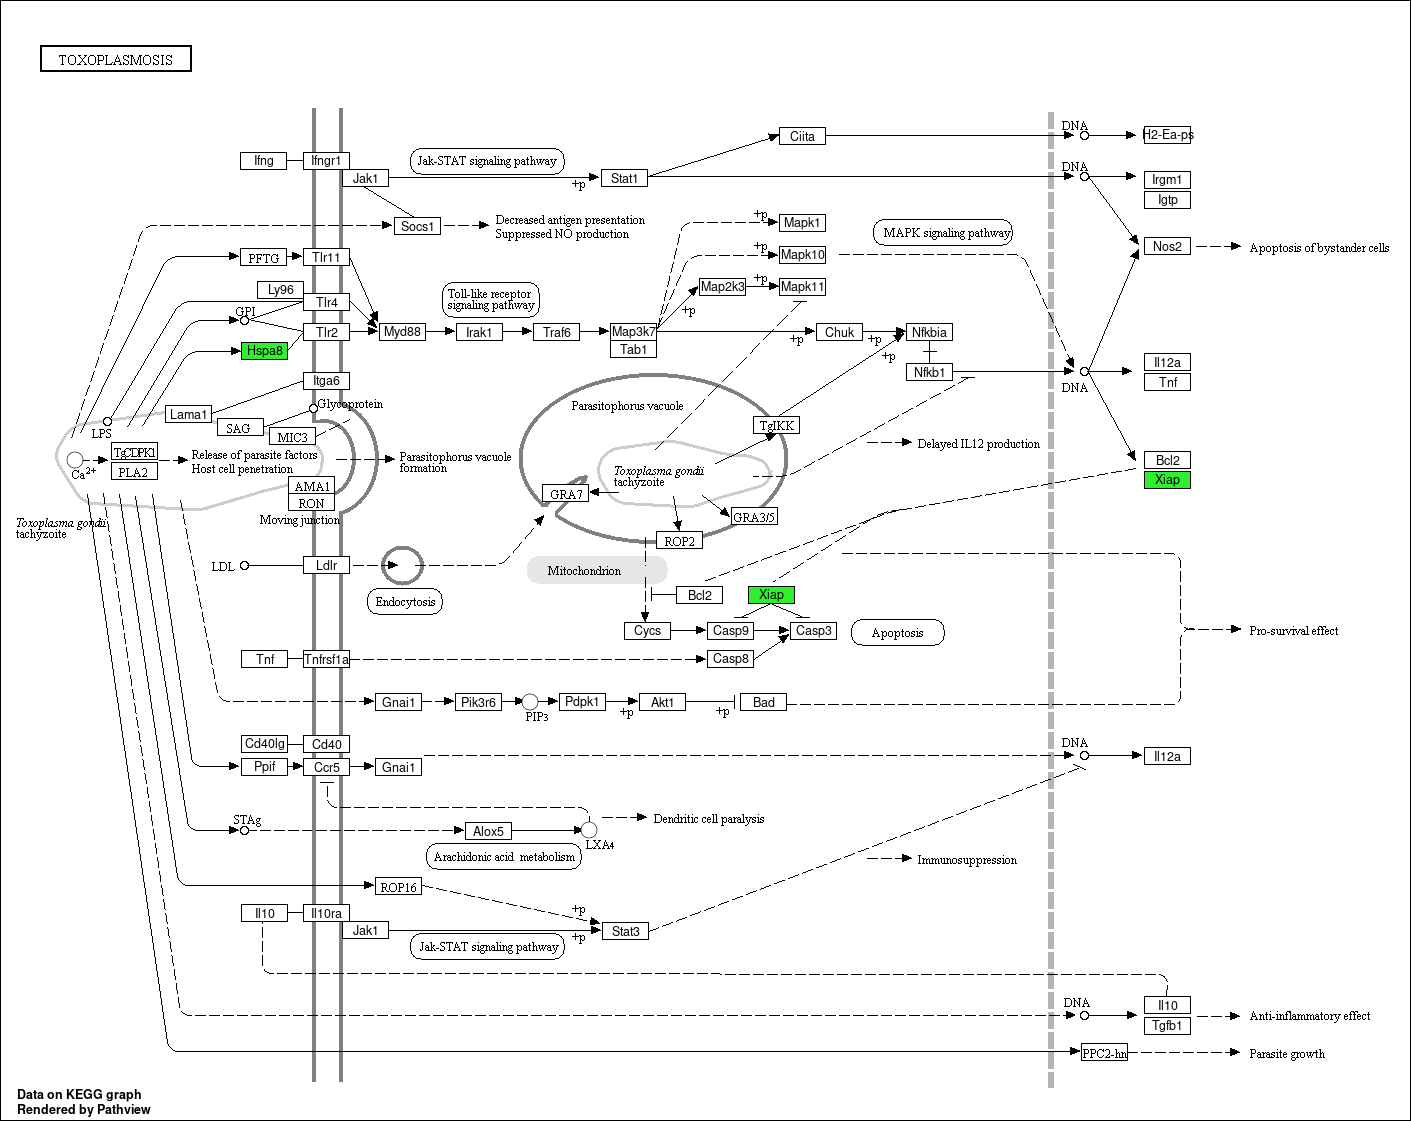 TOXOPLASMOSIS
DNA
Ciita
H2-Ea-ps
Ifng
Ifngr1
Jak-STAT signaling pathway
Jak1
+p
Stat1
DNA
Irgm1
Igtp
Socs1
Decreased antigen presentation
Suppressed NO production
+p
Mapk1
MAPK signaling pathway
Nos2
Apoptosis of bystander cells
PFTG
Tlr11
+p
Mapk10
Ly96
Tlr4
Toll-like receptor
signaling pathway
Map2k3
+p
Mapk11
+p
GPI
Tlr2
Myd88
Irak1
Traf6
Map3k7
Tab1
+p
Chuk
+p
+p
Nfkbia
Hspa8
Nfkb1
DNA
Il12a
Tnf
Itga6
Glycoprotein
Lama1
SAG
MIC3
LPS
Parasitophorus vacuole
TgIKK
Delayed IL12 production
Ca2+
TgCDPK1
PLA2
Release of parasite factors
Host cell penetration
Parasitophorus vacuole
formation
Toxoplasma gondii
tachyzoite
Bcl2
Xiap
AMA1
RON
Moving junction
GRA7
GRA3/5
ROP2
Toxoplasma gondii
tachyzoite
LDL
Ldlr
Endocytosis
Mitochondrion
Bcl2
Xiap
Cycs
Casp9
Casp3
Apoptosis
Pro-survival effect
Tnf
Tnfrsf1a
Casp8
Gnai1
Pik3r6
PIP3
Pdpk1
+p
Akt1
+p
Bad
Cd40lg
Cd40
Ppif
Ccr5
Gnai1
DNA
Il12a
STAg
Alox5
LXA4
Dendritic cell paralysis
Arachidonic acid metabolism
Immunosuppression
ROP16
+p
Il10
Il10ra
Jak1
+p
Stat3
Jak-STAT signaling pathway
DNA
Il10
Tgfb1
Anti-inflammatory effect
PPC2-hn
Parasite growth
Data on KEGG graph
Rendered by Pathview